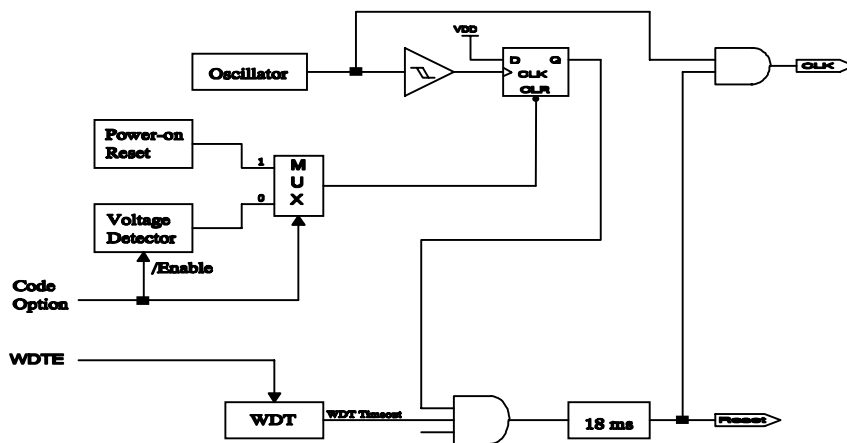 VDD
Oscillator
D Q
CLK
CLR
CLK
Power-on
Reset
1
M
U
X
0
Voltage
Detector
/Enable
Code
Option
WDTE
WDT
WDT Timeout
18 ms
Reset